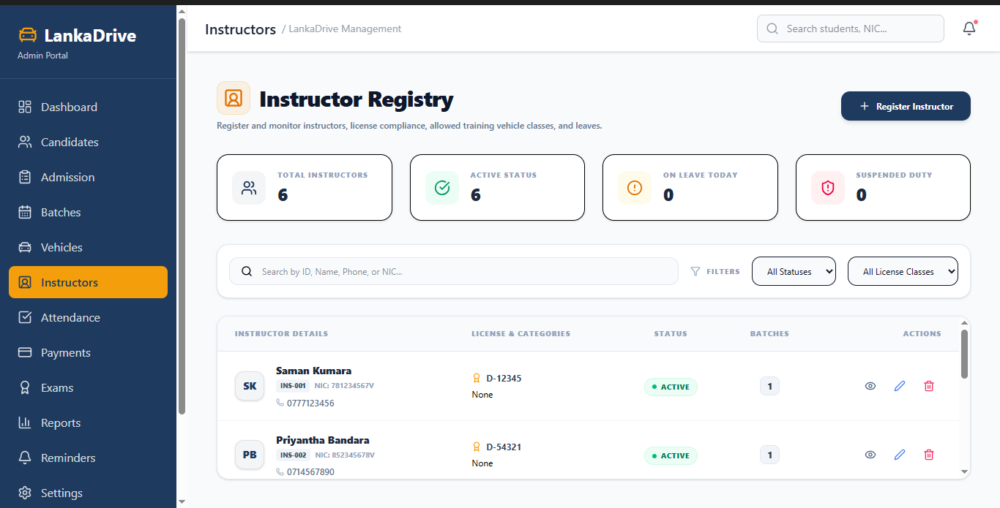 LankaDrive
Admin Portal
Dashboard
Candidates
Admission
Batches
Vehicles
Instructors
Attendance
Payments
Exams
Reports
Reminders
Settings
Instructors / LankaDrive Management
Search students, NIC...
Instructor Registry
Register and monitor instructors, license compliance, allowed training vehicle classes, and leaves.
Register Instructor
TOTAL INSTRUCTORS
6
ACTIVE STATUS
6
ON LEAVE TODAY
0
SUSPENDED DUTY
0
Search by ID, Name, Phone, or NIC...
FILTERS
All Statuses
All License Classes
INSTRUCTOR DETAILS LICENSE & CATEGORIES STATUS BATCHES ACTIONS
SK
Saman Kumara
INS-001 NIC: 781234567V
0777123456
D-12345
None
ACTIVE
1
PB
Priyantha Bandara
INS-002 NIC: 852345678V
0714567890
D-54321
None
ACTIVE
1